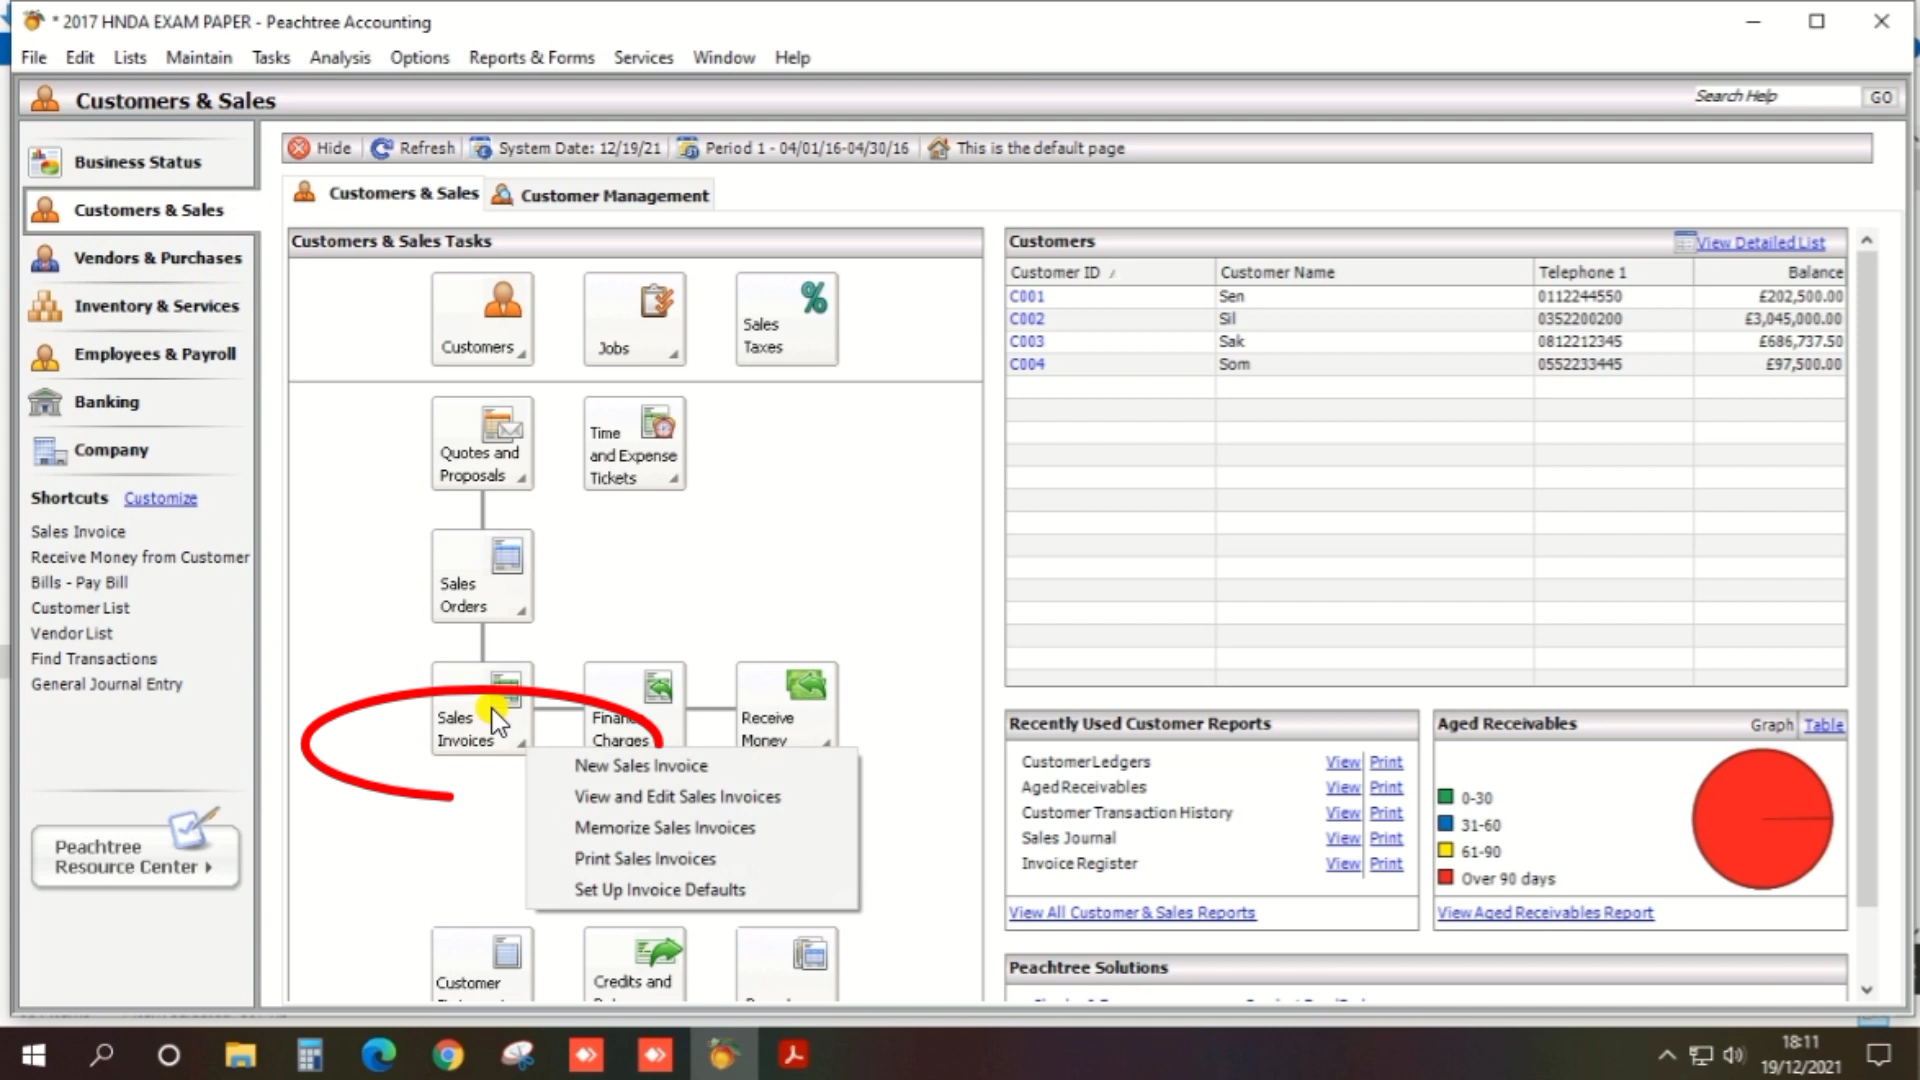 * 2017 HNDA EXAM PAPER - Peachtree Accounting
File Edit Lists Maintain Tasks Analysis Options Reports & Forms Services Window Help
Customers & Sales
Search Help
GO
Business Status
Customers & Sales
Vendors & Purchases
Inventory & Services
Employees & Payroll
Banking
Company
Shortcuts Customize
Sales Invoice
Receive Money from Customer
Bills - Pay Bill
Customer List
Vendor List
Find Transactions
General Journal Entry
Peachtree
Resource Center
Hide Refresh System Date: 12/19/21 Period 1 - 04/01/16-04/30/16 This is the default page
Customers & Sales Customer Management
Customers & Sales Tasks
Customers
Jobs
Sales
Taxes
Quotes and
Proposals
Time
and Expense
Tickets
Sales
Orders
Sales
Invoices
Charges
Receive
Money
New Sales Invoice
View and Edit Sales Invoices
Memorize Sales Invoices
Print Sales Invoices
Set Up Invoice Defaults
Customer
Credits and
Customers View Detailed List
Customer ID Customer Name Telephone 1 Balance
C001 Sen 0112244550 £202,500.00
C002 Sil 0352200200 £3,045,000.00
C003 Sak 0812212345 £686,737.50
C004 Som 0552233445 £97,500.00
Recently Used Customer Reports
Customer Ledgers View Print
Aged Receivables View Print
Customer Transaction History View Print
Sales Journal View Print
Invoice Register View Print
View All Customer & Sales Reports
Aged Receivables Graph Table
0-30
31-60
61-90
Over 90 days
View Aged Receivables Report
Peachtree Solutions
18:11
19/12/2021